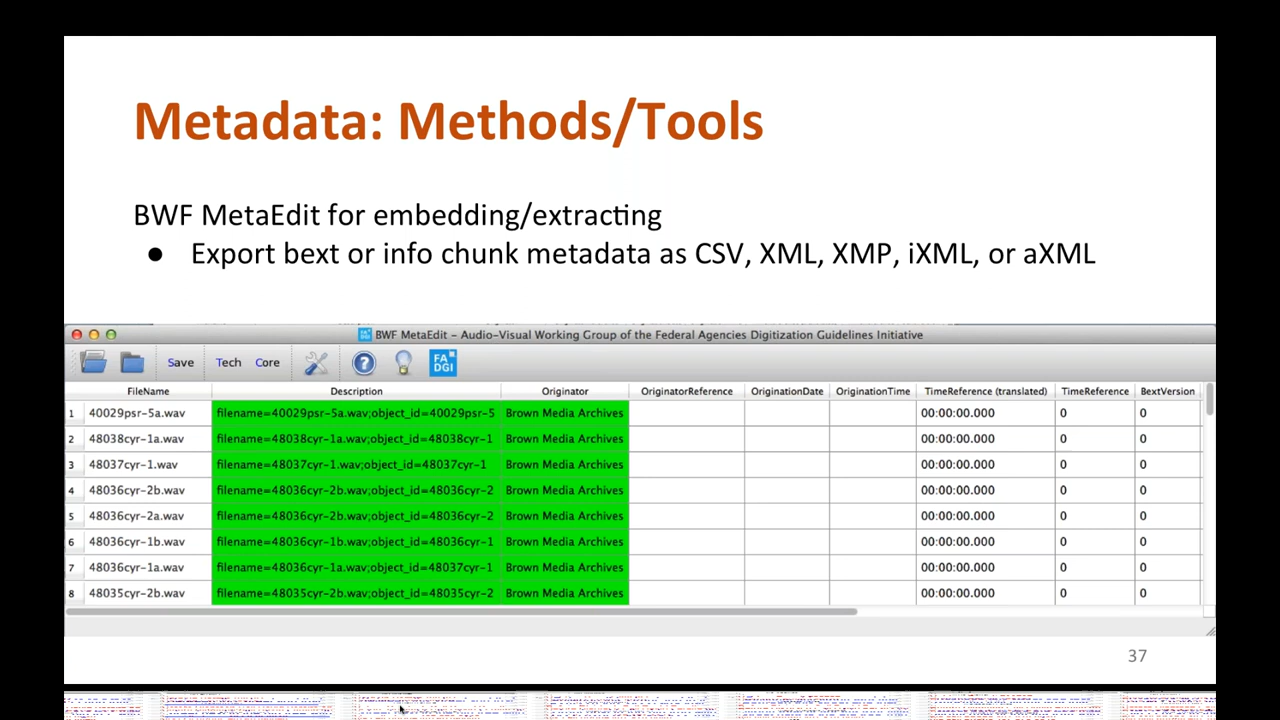 Metadata: Methods/Tools
BWF MetaEdit for embedding/extracting
● Export bext or info chunk metadata as CSV, XML, XMP, iXML, or aXML
BWF MetaEdit – Audio-Visual Working Group of the Federal Agencies Digitization Guidelines Initiative
Save Tech Core FADGI
FileName Description Originator OriginatorReference OriginationDate OriginationTime TimeReference (translated) TimeReference BextVersion
1 40029psr-5a.wav filename=40029psr-5a.wav;object_id=40029psr-5 Brown Media Archives 00:00:00.000 0 0
2 48038cyr-1a.wav filename=48038cyr-1a.wav;object_id=48038cyr-1 Brown Media Archives 00:00:00.000 0 0
3 48037cyr-1.wav filename=48037cyr-1.wav;object_id=48037cyr-1 Brown Media Archives 00:00:00.000 0 0
4 48036cyr-2b.wav filename=48036cyr-2b.wav;object_id=48036cyr-2 Brown Media Archives 00:00:00.000 0 0
5 48036cyr-2a.wav filename=48036cyr-2b.wav;object_id=48036cyr-2 Brown Media Archives 00:00:00.000 0 0
6 48036cyr-1b.wav filename=48036cyr-1b.wav;object_id=48036cyr-1 Brown Media Archives 00:00:00.000 0 0
7 48036cyr-1a.wav filename=48036cyr-1a.wav;object_id=48037cyr-1 Brown Media Archives 00:00:00.000 0 0
8 48035cyr-2b.wav filename=48035cyr-2b.wav;object_id=48035cyr-2 Brown Media Archives 00:00:00.000 0 0
37